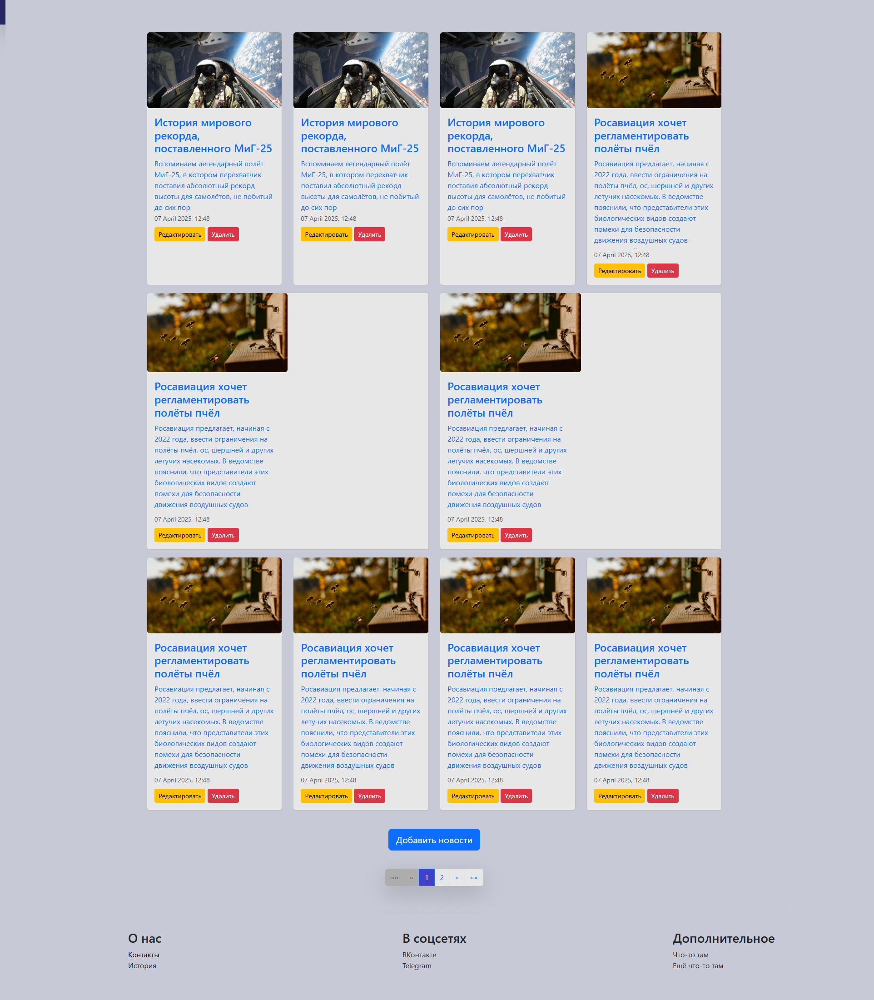 История мирового
рекорда,
поставленного МиГ-25
Вспоминаем легендарный полёт
МиГ-25, в котором перехватчик
поставил абсолютный рекорд
высоты для самолётов, не побитый
до сих пор
07 April 2025, 12:48
Редактировать Удалить
История мирового
рекорда,
поставленного МиГ-25
Вспоминаем легендарный полёт
МиГ-25, в котором перехватчик
поставил абсолютный рекорд
высоты для самолётов, не побитый
до сих пор
07 April 2025, 12:48
Редактировать Удалить
История мирового
рекорда,
поставленного МиГ-25
Вспоминаем легендарный полёт
МиГ-25, в котором перехватчик
поставил абсолютный рекорд
высоты для самолётов, не побитый
до сих пор
07 April 2025, 12:48
Редактировать Удалить
Росавиация хочет
регламентировать
полёты пчёл
Росавиация предлагает, начиная с
2022 года, ввести ограничения на
полёты пчёл, ос, шершней и других
летучих насекомых. В ведомстве
пояснили, что представители этих
биологических видов создают
помехи для безопасности
движения воздушных судов
07 April 2025, 12:48
Редактировать Удалить
Росавиация хочет
регламентировать
полёты пчёл
Росавиация предлагает, начиная с
2022 года, ввести ограничения на
полёты пчёл, ос, шершней и других
летучих насекомых. В ведомстве
пояснили, что представители этих
биологических видов создают
помехи для безопасности
движения воздушных судов
07 April 2025, 12:48
Редактировать Удалить
Росавиация хочет
регламентировать
полёты пчёл
Росавиация предлагает, начиная с
2022 года, ввести ограничения на
полёты пчёл, ос, шершней и других
летучих насекомых. В ведомстве
пояснили, что представители этих
биологических видов создают
помехи для безопасности
движения воздушных судов
07 April 2025, 12:48
Редактировать Удалить
Росавиация хочет
регламентировать
полёты пчёл
Росавиация предлагает, начиная с
2022 года, ввести ограничения на
полёты пчёл, ос, шершней и других
летучих насекомых. В ведомстве
пояснили, что представители этих
биологических видов создают
помехи для безопасности
движения воздушных судов
07 April 2025, 12:48
Редактировать Удалить
Росавиация хочет
регламентировать
полёты пчёл
Росавиация предлагает, начиная с
2022 года, ввести ограничения на
полёты пчёл, ос, шершней и других
летучих насекомых. В ведомстве
пояснили, что представители этих
биологических видов создают
помехи для безопасности
движения воздушных судов
07 April 2025, 12:48
Редактировать Удалить
Росавиация хочет
регламентировать
полёты пчёл
Росавиация предлагает, начиная с
2022 года, ввести ограничения на
полёты пчёл, ос, шершней и других
летучих насекомых. В ведомстве
пояснили, что представители этих
биологических видов создают
помехи для безопасности
движения воздушных судов
07 April 2025, 12:48
Редактировать Удалить
Росавиация хочет
регламентировать
полёты пчёл
Росавиация предлагает, начиная с
2022 года, ввести ограничения на
полёты пчёл, ос, шершней и других
летучих насекомых. В ведомстве
пояснили, что представители этих
биологических видов создают
помехи для безопасности
движения воздушных судов
07 April 2025, 12:48
Редактировать Удалить
Добавить новости
«« « 1 2 » »»
О нас
Контакты
История
В соцсетях
ВКонтакте
Telegram
Дополнительное
Что-то там
Ещё что-то там